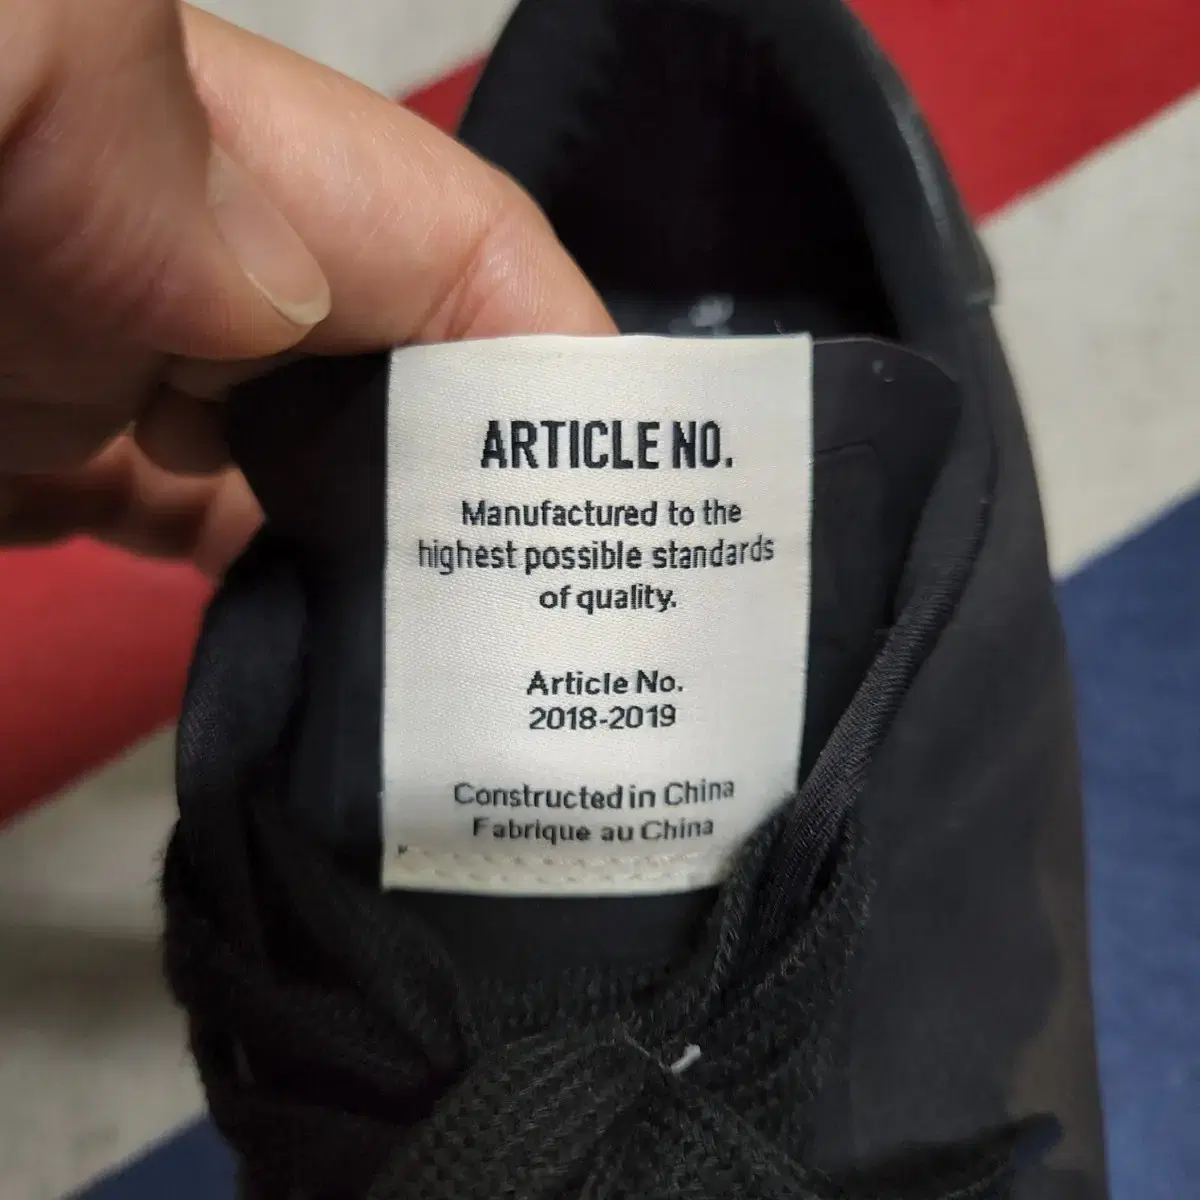 ARTICLE NO.
Manufactured to the
highest possible standards
of quality.
Article No.
2018-2019
Constructed in China
Fabrique au China